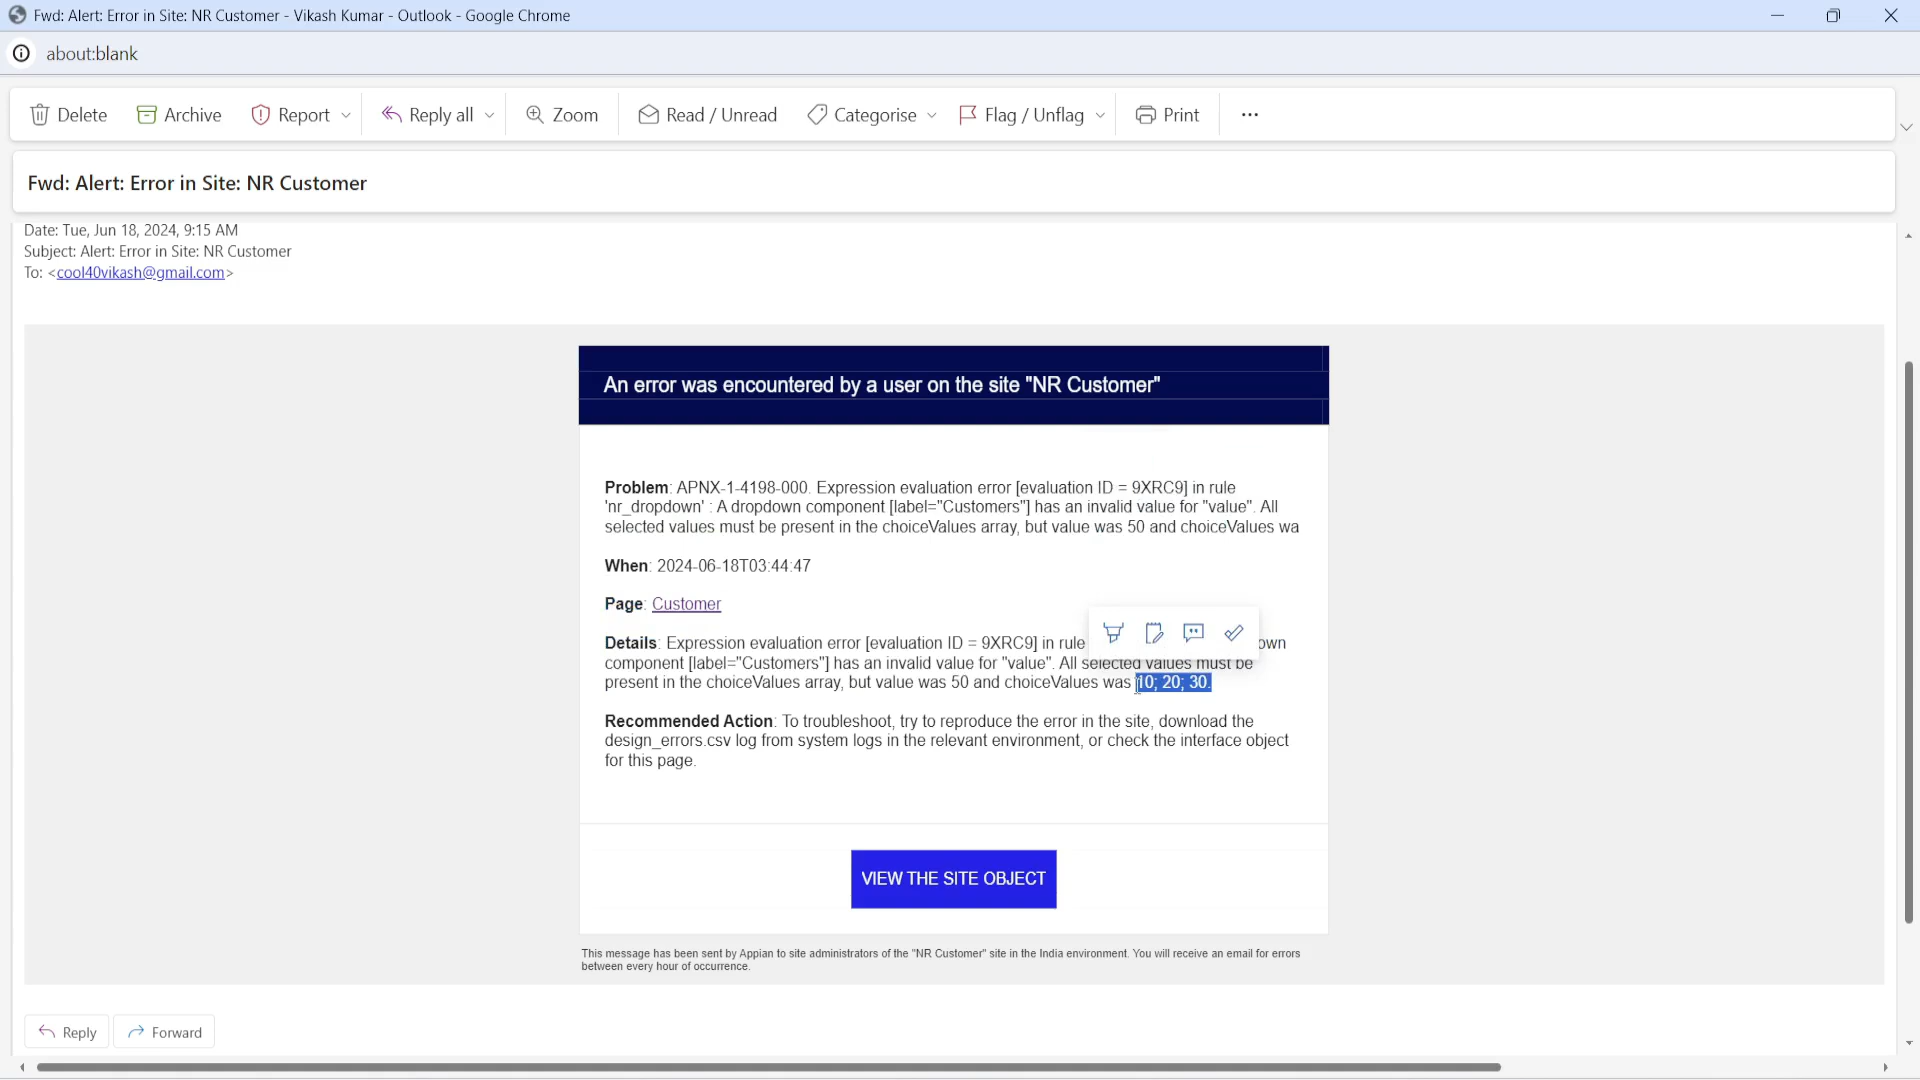 Fwd: Alert: Error in Site: NR Customer - Vikash Kumar - Outlook - Google Chrome
about:blank
Delete
Archive
Report
Reply all
Zoom
Read / Unread
Categorise
Flag / Unflag
Print
Fwd: Alert: Error in Site: NR Customer
Date: Tue, Jun 18, 2024, 9:15 AM
Subject: Alert: Error in Site: NR Customer
To: <cool40vikash@gmail.com>
An error was encountered by a user on the site "NR Customer"
Problem: APNX-1-4198-000. Expression evaluation error [evaluation ID = 9XRC9] in rule
'nr_dropdown' : A dropdown component [label="Customers"] has an invalid value for "value". All
selected values must be present in the choiceValues array, but value was 50 and choiceValues wa
When: 2024-06-18T03:44:47
Page: Customer
Details: Expression evaluation error [evaluation ID = 9XRC9] in rule own
component [label="Customers"] has an invalid value for "value". All selected values must be
present in the choiceValues array, but value was 50 and choiceValues was 10; 20; 30.
Recommended Action: To troubleshoot, try to reproduce the error in the site, download the
design_errors.csv log from system logs in the relevant environment, or check the interface object
for this page.
VIEW THE SITE OBJECT
This message has been sent by Appian to site administrators of the "NR Customer" site in the India environment. You will receive an email for errors
between every hour of occurrence.
Reply
Forward